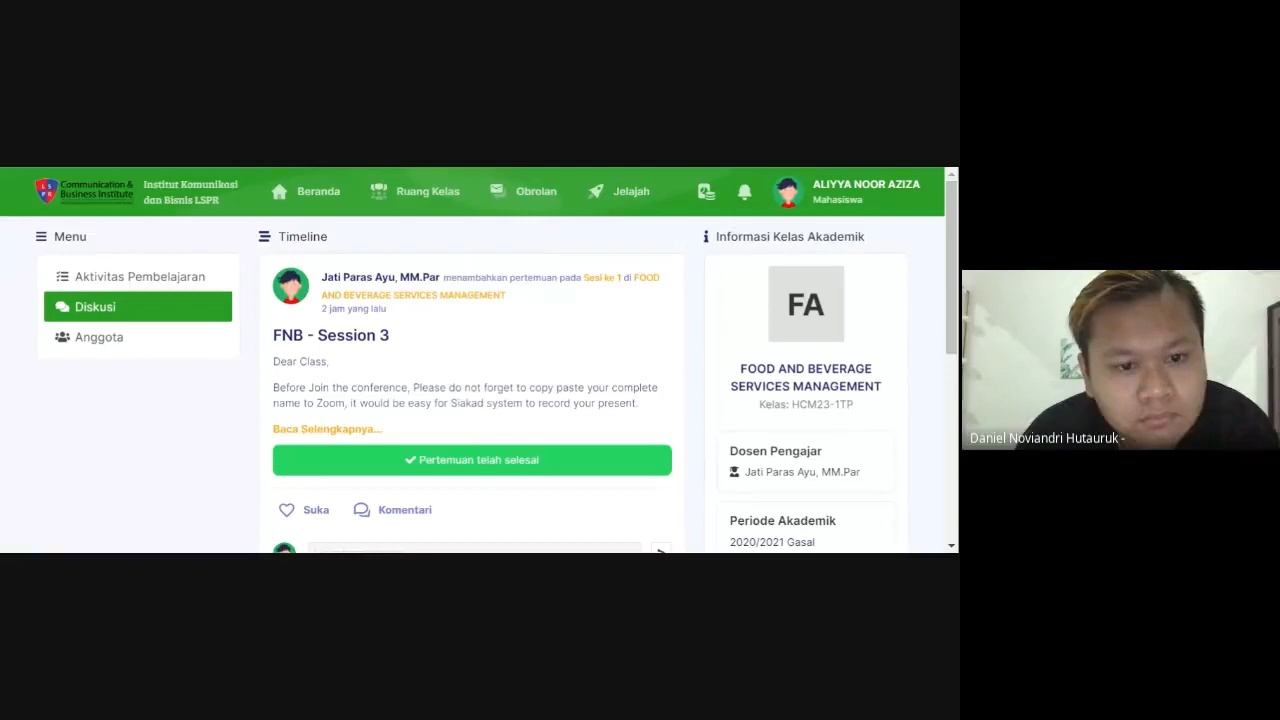 Communication &
Business Institute
Institut Komunikasi
dan Bisnis LSPR
Beranda
Ruang Kelas
Obrolan
Jelajah
ALIYYA NOOR AZIZA
Mahasiswa
Menu
Aktivitas Pembelajaran
Diskusi
Anggota
Timeline
Jati Paras Ayu, MM.Par menambahkan pertemuan pada Sesi ke 1 di FOOD
AND BEVERAGE SERVICES MANAGEMENT
2 jam yang lalu
FNB - Session 3
Dear Class,
Before Join the conference, Please do not forget to copy paste your complete
name to Zoom, it would be easy for Siakad system to record your present.
Baca Selengkapnya...
Pertemuan telah selesai
Suka
Komentari
Informasi Kelas Akademik
FA
FOOD AND BEVERAGE
SERVICES MANAGEMENT
Kelas: HCM23-1TP
Dosen Pengajar
Jati Paras Ayu, MM.Par
Periode Akademik
2020/2021 Gasal
Daniel Noviandri Hutauruk -